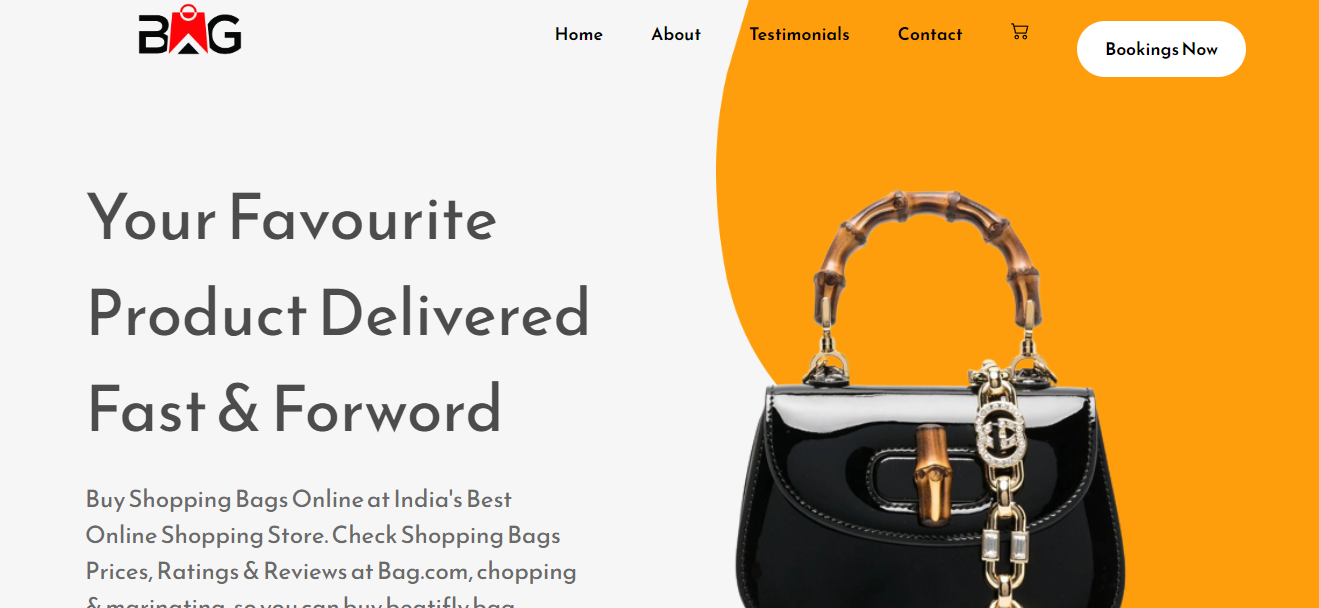 BAG
Home About Testimonials Contact Bookings Now
Your Favourite
Product Delivered
Fast & Forword
Buy Shopping Bags Online at India's Best
Online Shopping Store. Check Shopping Bags
Prices, Ratings & Reviews at Bag.com, chopping
& marinating, so you can buy beatifly bag